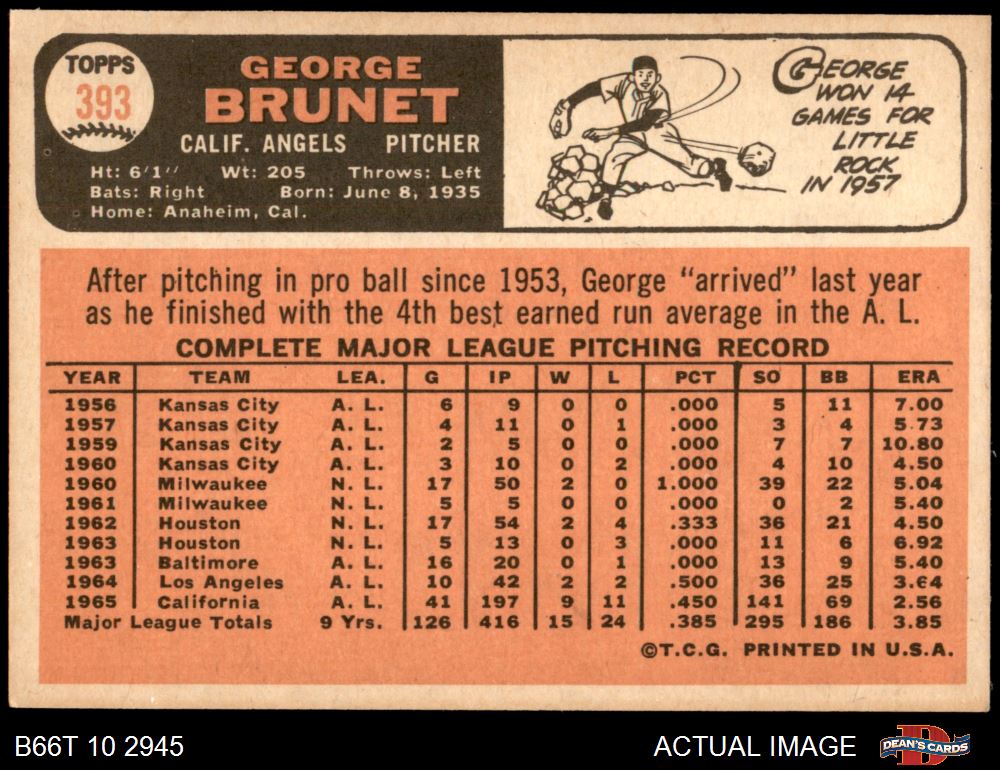 TOPPS
393
GEORGE
BRUNET
CALIF. ANGELS PITCHER
Ht: 6'1" Wt: 205 Throws: Left
Bats: Right Born: June 8, 1935
Home: Anaheim, Cal.
GEORGE
WON 14
GAMES FOR
LITTLE
ROCK
IN 1957
After pitching in pro ball since 1953, George "arrived" last year
as he finished with the 4th best earned run average in the A. L.
COMPLETE MAJOR LEAGUE PITCHING RECORD
YEAR TEAM LEA. G IP W L PCT SO BB ERA
1956 Kansas City A. L. 6 9 0 0 .000 5 11 7.00
1957 Kansas City A. L. 4 11 0 1 .000 3 4 5.73
1959 Kansas City A. L. 2 5 0 0 .000 7 7 10.80
1960 Kansas City A. L. 3 10 0 2 .000 4 10 4.50
1960 Milwaukee N. L. 17 50 2 0 1.000 39 22 5.04
1961 Milwaukee N. L. 5 5 0 0 .000 0 2 5.40
1962 Houston N. L. 17 54 2 4 .333 36 21 4.50
1963 Houston N. L. 5 13 0 3 .000 11 6 6.92
1963 Baltimore A. L. 16 20 0 1 .000 13 9 5.40
1964 Los Angeles A. L. 10 42 2 2 .500 36 25 3.64
1965 California A. L. 41 197 9 11 .450 141 69 2.56
Major League Totals 9 Yrs. 126 416 15 24 .385 295 186 3.85
©T.C.G. PRINTED IN U.S.A.
B66T 10 2945 ACTUAL IMAGE DEAN'S CARDS